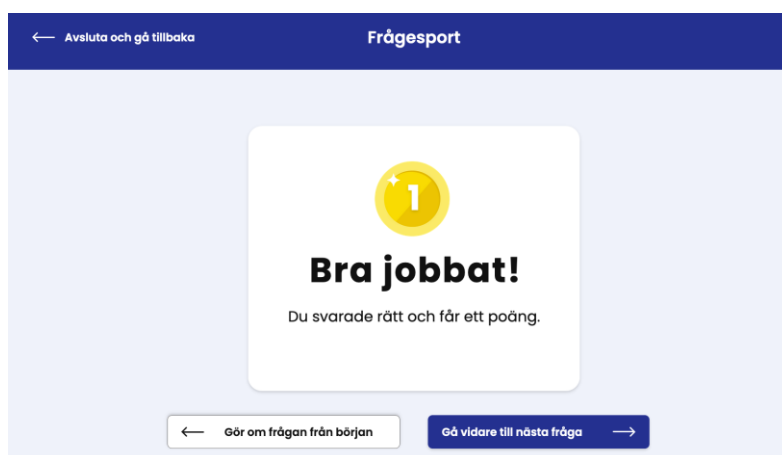 Avsluta och gå tillbaka
Frågesport
1
Bra jobbat!
Du svarade rätt och får ett poäng.
Gör om frågan från början
Gå vidare till nästa fråga